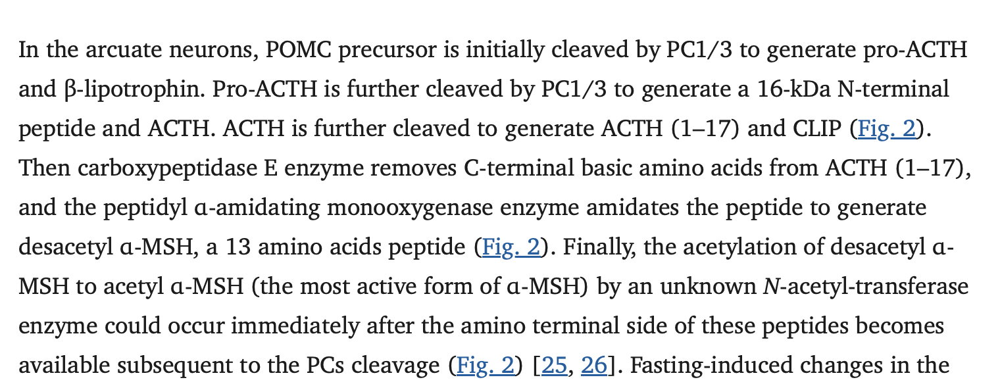 In the arcuate neurons, POMC precursor is initially cleaved by PC1/3 to generate pro-ACTH
and β-lipotrophin. Pro-ACTH is further cleaved by PC1/3 to generate a 16-kDa N-terminal
peptide and ACTH. ACTH is further cleaved to generate ACTH (1–17) and CLIP (Fig. 2).
Then carboxypeptidase E enzyme removes C-terminal basic amino acids from ACTH (1–17),
and the peptidyl ɑ-amidating monooxygenase enzyme amidates the peptide to generate
desacetyl ɑ-MSH, a 13 amino acids peptide (Fig. 2). Finally, the acetylation of desacetyl ɑ-
MSH to acetyl ɑ-MSH (the most active form of ɑ-MSH) by an unknown N-acetyl-transferase
enzyme could occur immediately after the amino terminal side of these peptides becomes
available subsequent to the PCs cleavage (Fig. 2) [25, 26]. Fasting-induced changes in the